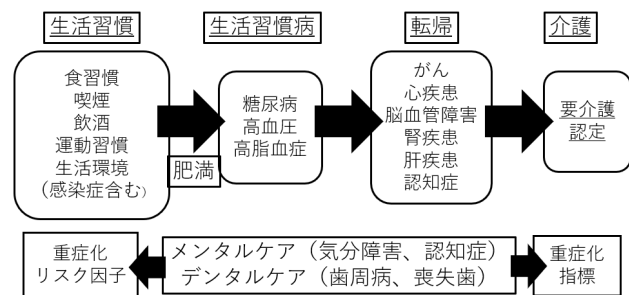 生活習慣
生活習慣病
転帰
介護
食習慣
喫煙
飲酒
運動習慣
生活環境
(感染症含む)
肥満
糖尿病
高血圧
高脂血症
がん
心疾患
脳血管障害
腎疾患
肝疾患
認知症
要介護
認定
重症化
リスク因子
メンタルケア（気分障害、認知症）
デンタルケア（歯周病、喪失歯）
重症化
指標